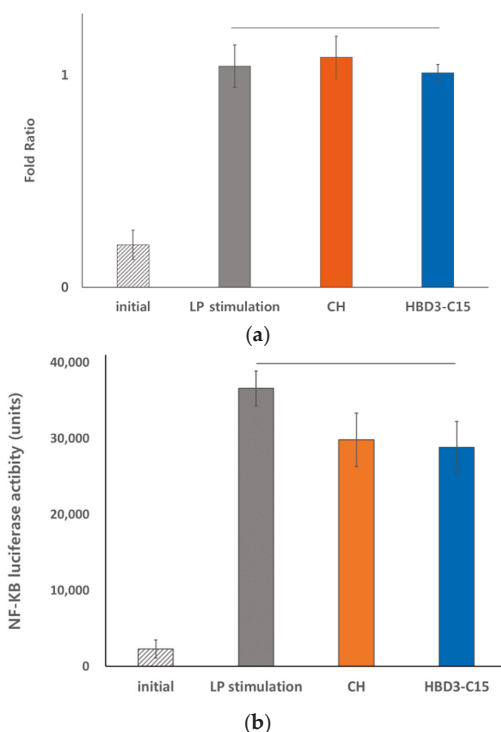 Fold Ratio
1
0
initial LP stimulation CH HBD3-C15
(a)
NF-KB luciferase actibity (units)
40,000
30,000
20,000
10,000
0
initial LP stimulation CH HBD3-C15
(b)